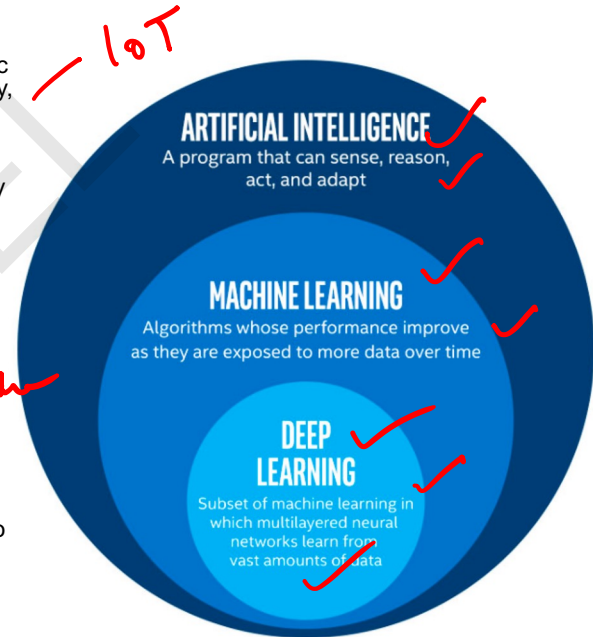 IoT
c
y,
ARTIFICIAL INTELLIGENCE
A program that can sense, reason,
act, and adapt
y
MACHINE LEARNING
Algorithms whose performance improve
as they are exposed to more data over time
DEEP
LEARNING
Subset of machine learning in
which multilayered neural
networks learn from
vast amounts of data